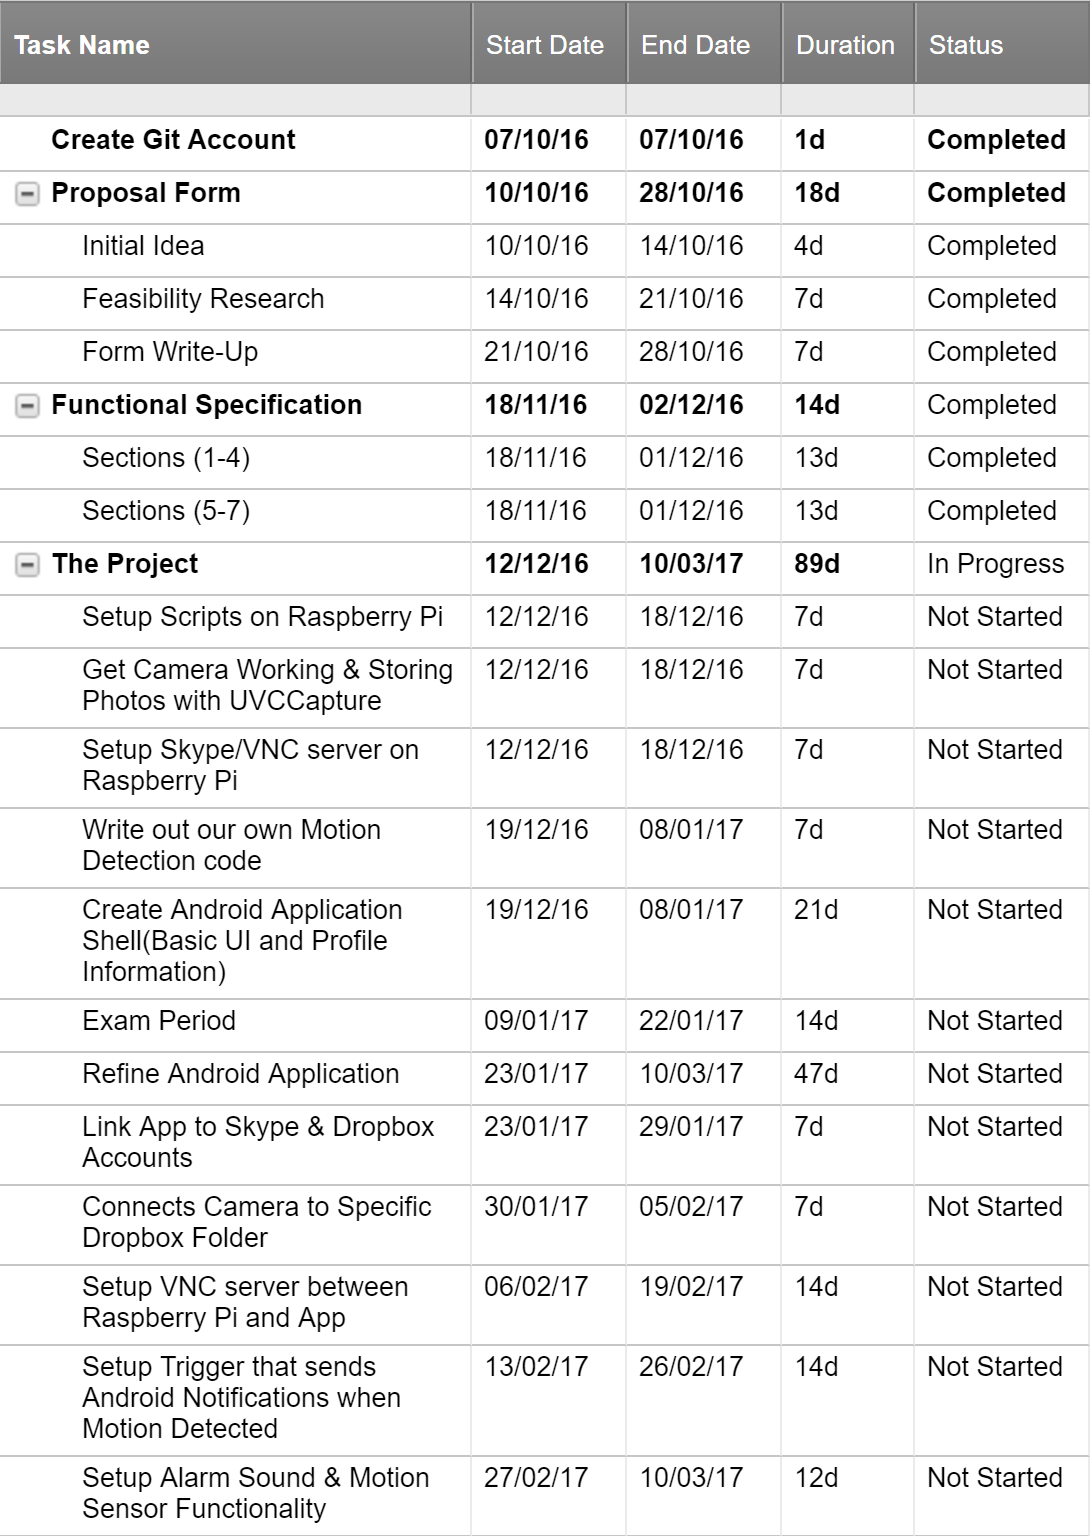 Task Name Start Date End Date Duration Status
Create Git Account 07/10/16 07/10/16 1d Completed
Proposal Form 10/10/16 28/10/16 18d Completed
Initial Idea 10/10/16 14/10/16 4d Completed
Feasibility Research 14/10/16 21/10/16 7d Completed
Form Write-Up 21/10/16 28/10/16 7d Completed
Functional Specification 18/11/16 02/12/16 14d Completed
Sections (1-4) 18/11/16 01/12/16 13d Completed
Sections (5-7) 18/11/16 01/12/16 13d Completed
The Project 12/12/16 10/03/17 89d In Progress
Setup Scripts on Raspberry Pi 12/12/16 18/12/16 7d Not Started
Get Camera Working & Storing 12/12/16 18/12/16 7d Not Started
Photos with UVCCapture
Setup Skype/VNC server on 12/12/16 18/12/16 7d Not Started
Raspberry Pi
Write out our own Motion 19/12/16 08/01/17 7d Not Started
Detection code
Create Android Application 19/12/16 08/01/17 21d Not Started
Shell(Basic UI and Profile
Information)
Exam Period 09/01/17 22/01/17 14d Not Started
Refine Android Application 23/01/17 10/03/17 47d Not Started
Link App to Skype & Dropbox 23/01/17 29/01/17 7d Not Started
Accounts
Connects Camera to Specific 30/01/17 05/02/17 7d Not Started
Dropbox Folder
Setup VNC server between 06/02/17 19/02/17 14d Not Started
Raspberry Pi and App
Setup Trigger that sends 13/02/17 26/02/17 14d Not Started
Android Notifications when
Motion Detected
Setup Alarm Sound & Motion 27/02/17 10/03/17 12d Not Started
Sensor Functionality